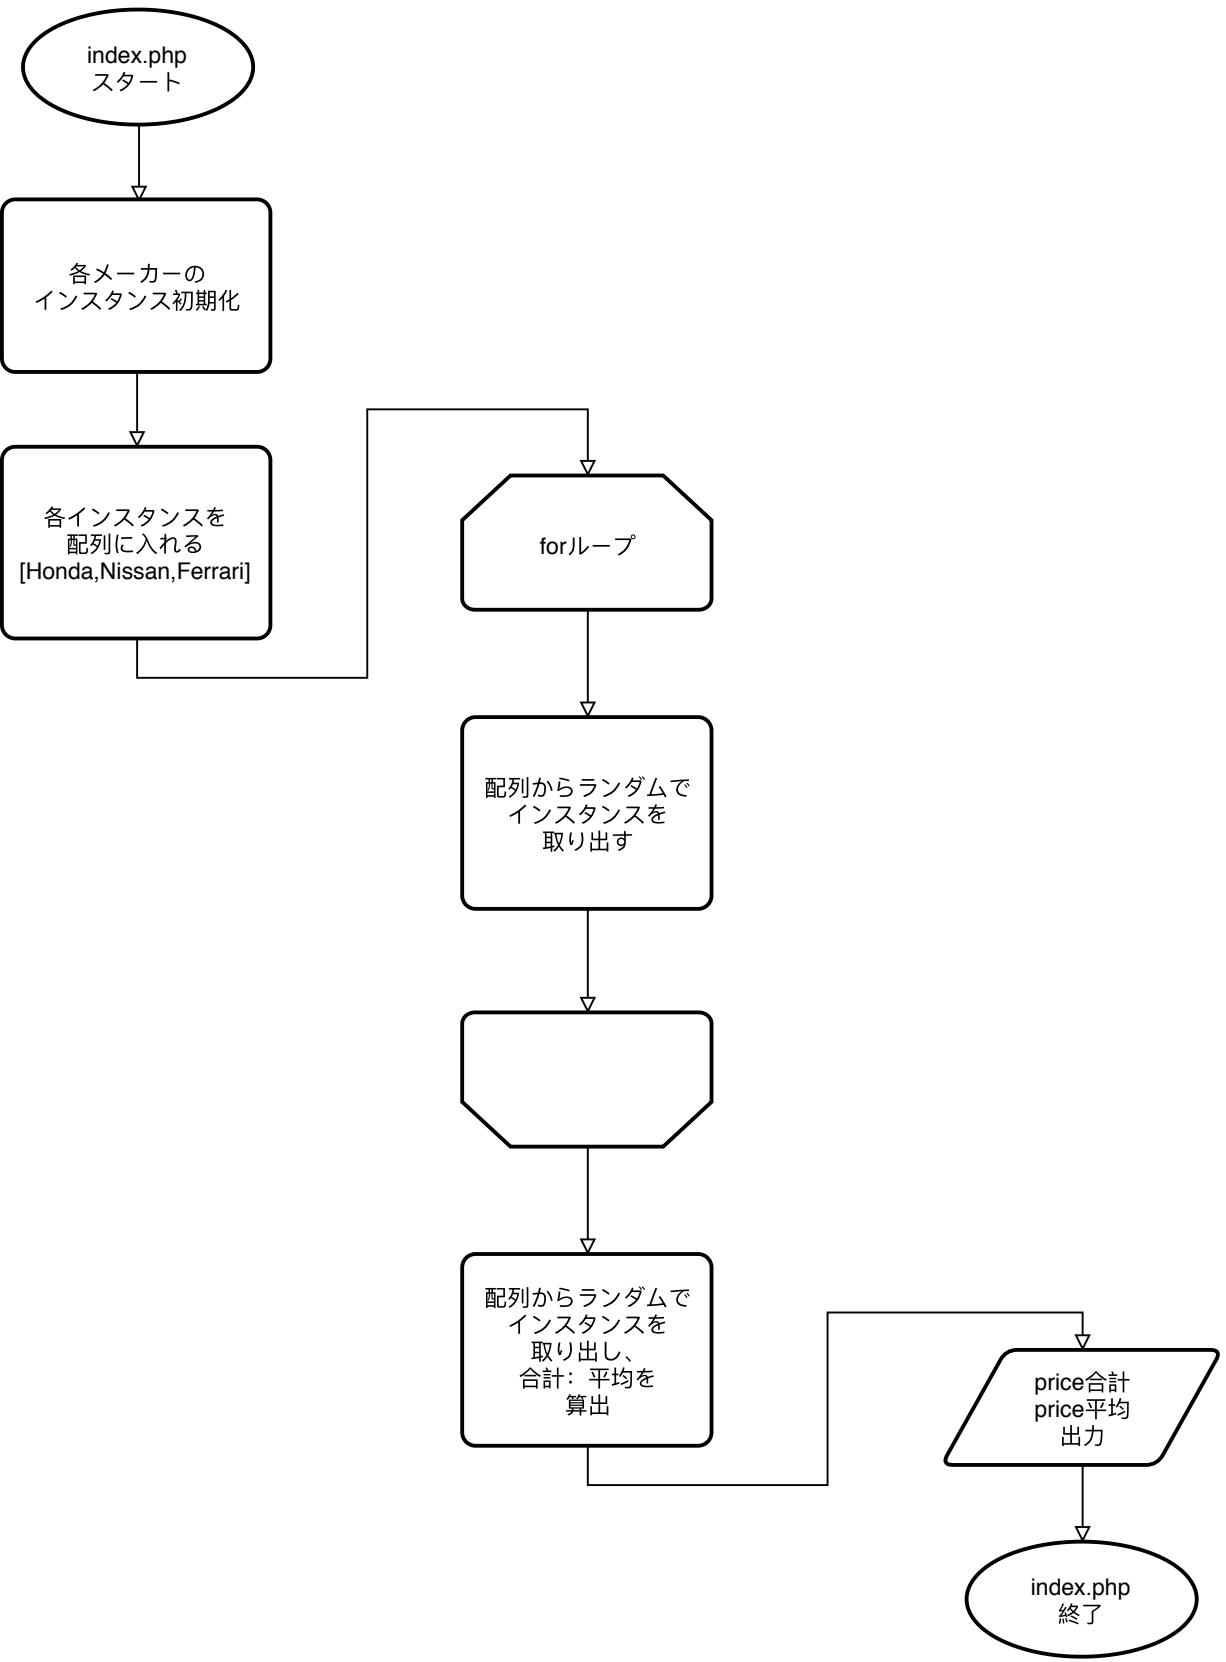 index.php
スタート
各メーカーの
インスタンス初期化
各インスタンスを
配列に入れる
[Honda,Nissan,Ferrari]
forループ
配列からランダムで
インスタンスを
取り出す
配列からランダムで
インスタンスを
取り出し、
合計：平均を
算出
price合計
price平均
出力
index.php
終了